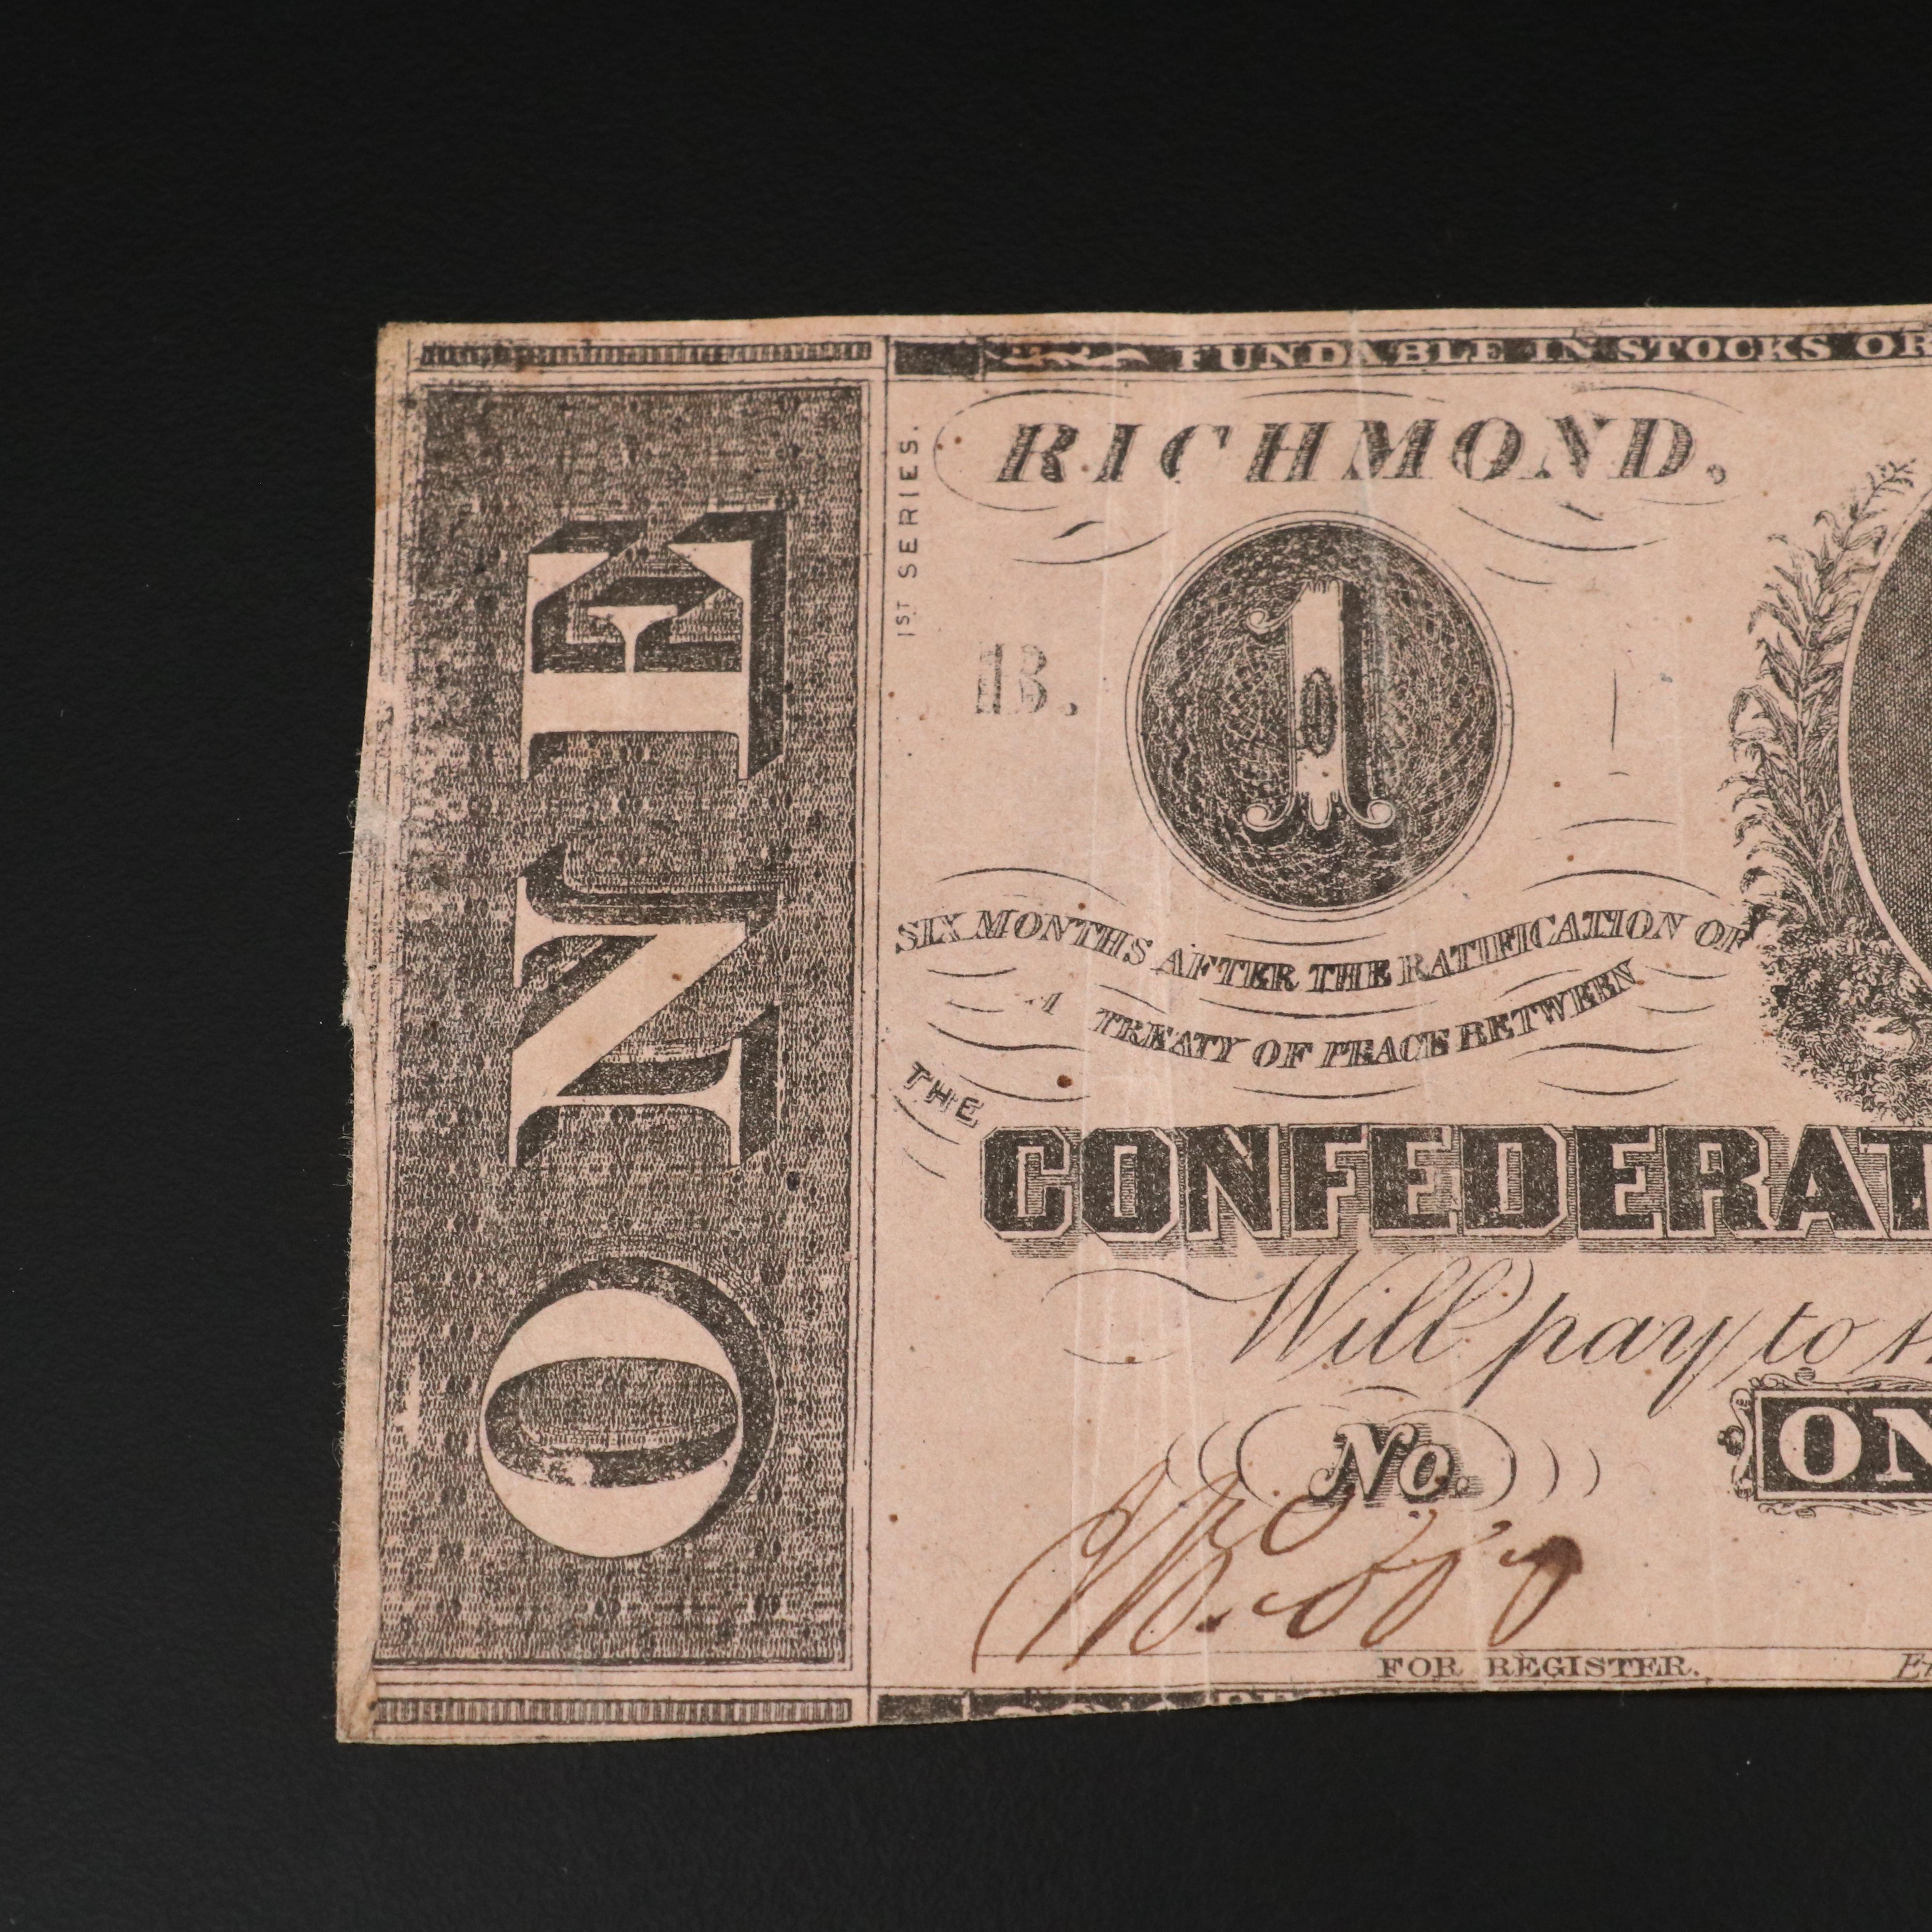 FUNDABLE IN STOCKS OR
ONE
1ST SERIES.
RICHMOND,
B.
1
SIX MONTHS AFTER THE RATIFICATION OF
A TREATY OF PEACE BETWEEN
THE
CONFEDERAT
Will pay to
No.
ON
FOR REGISTER.